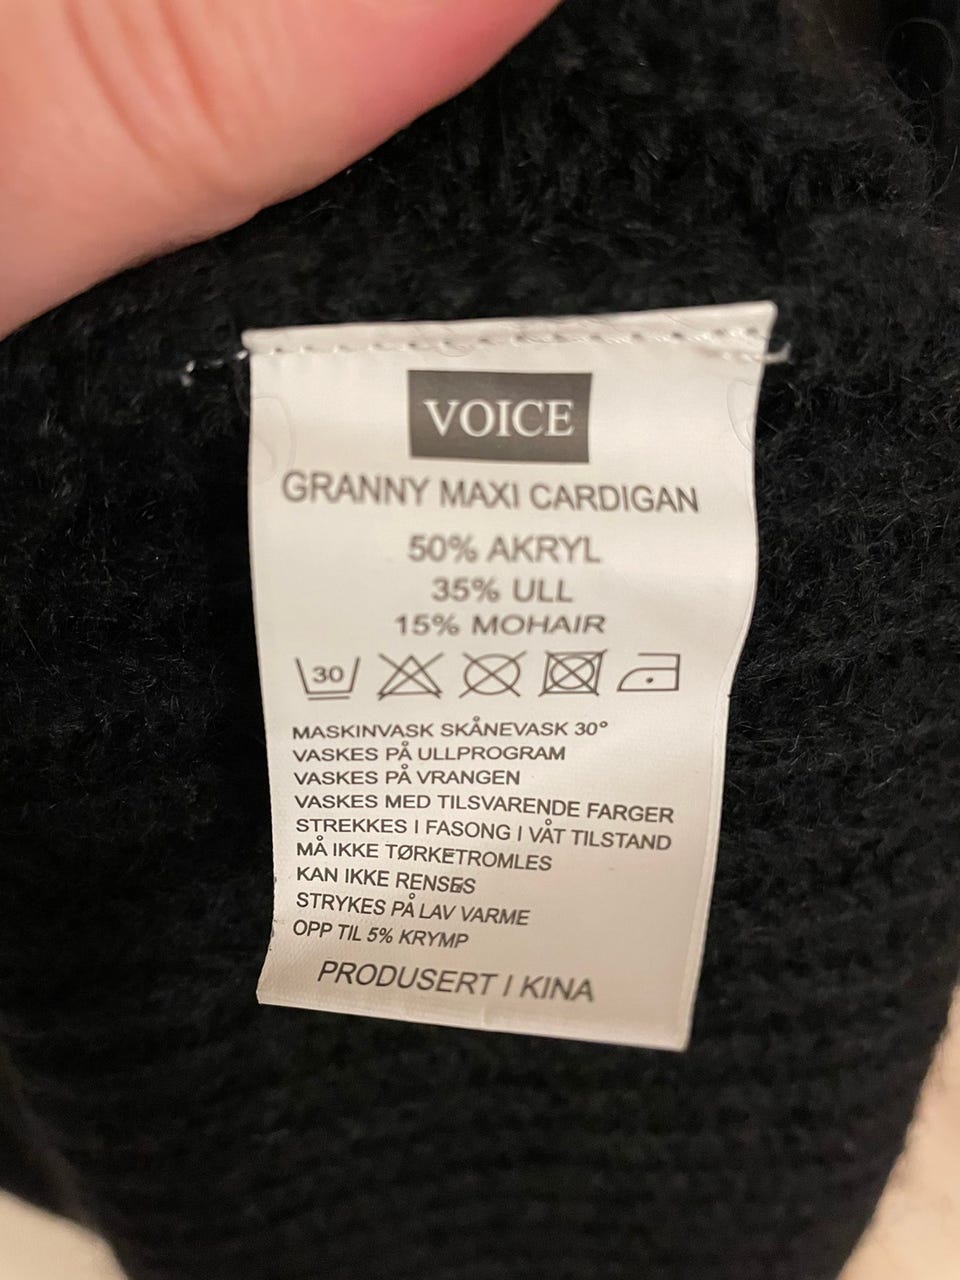 VOICE
GRANNY MAXI CARDIGAN
50% AKRYL
35% ULL
15% MOHAIR
30
MASKINVASK SKÅNEVASK 30°
VASKES PÅ ULLPROGRAM
VASKES PÅ VRANGEN
VASKES MED TILSVARENDE FARGER
STREKKES I FASONG I VÅT TILSTAND
MÅ IKKE TØRKETROMLES
KAN IKKE RENSES
STRYKES PÅ LAV VARME
OPP TIL 5% KRYMP
PRODUSERT I KINA